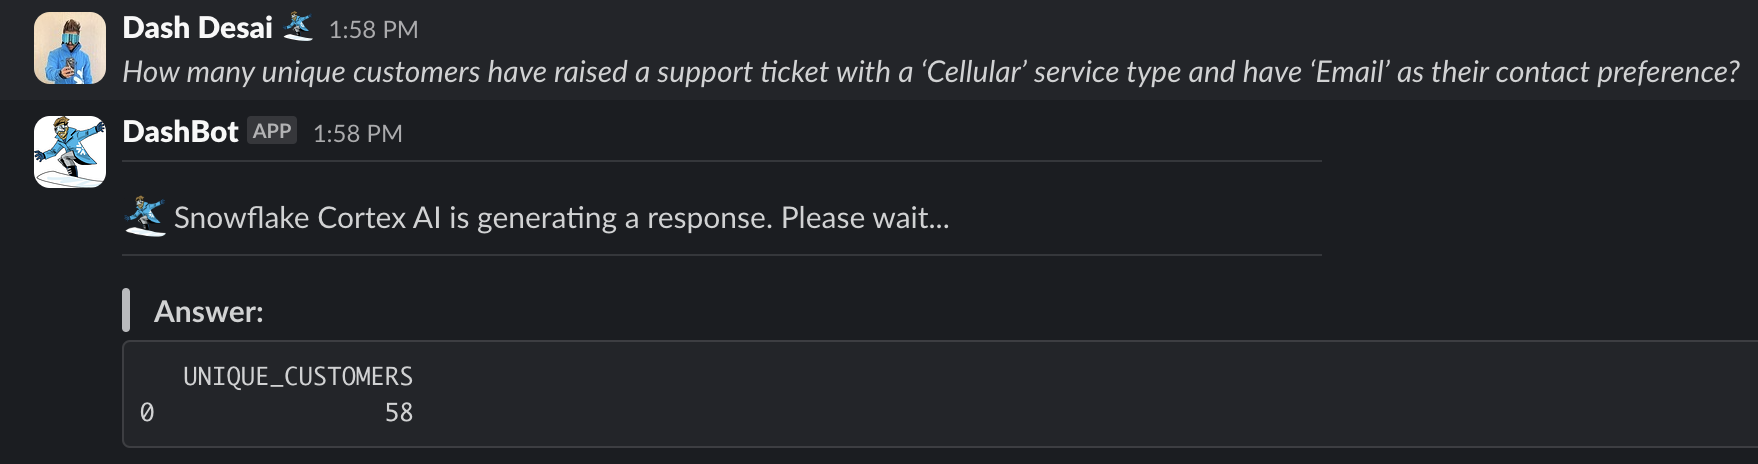 Dash Desai 1:58 PM
How many unique customers have raised a support ticket with a ‘Cellular’ service type and have ‘Email’ as their contact preference?
DashBot APP 1:58 PM
Snowflake Cortex AI is generating a response. Please wait...
Answer:
UNIQUE_CUSTOMERS
0 58